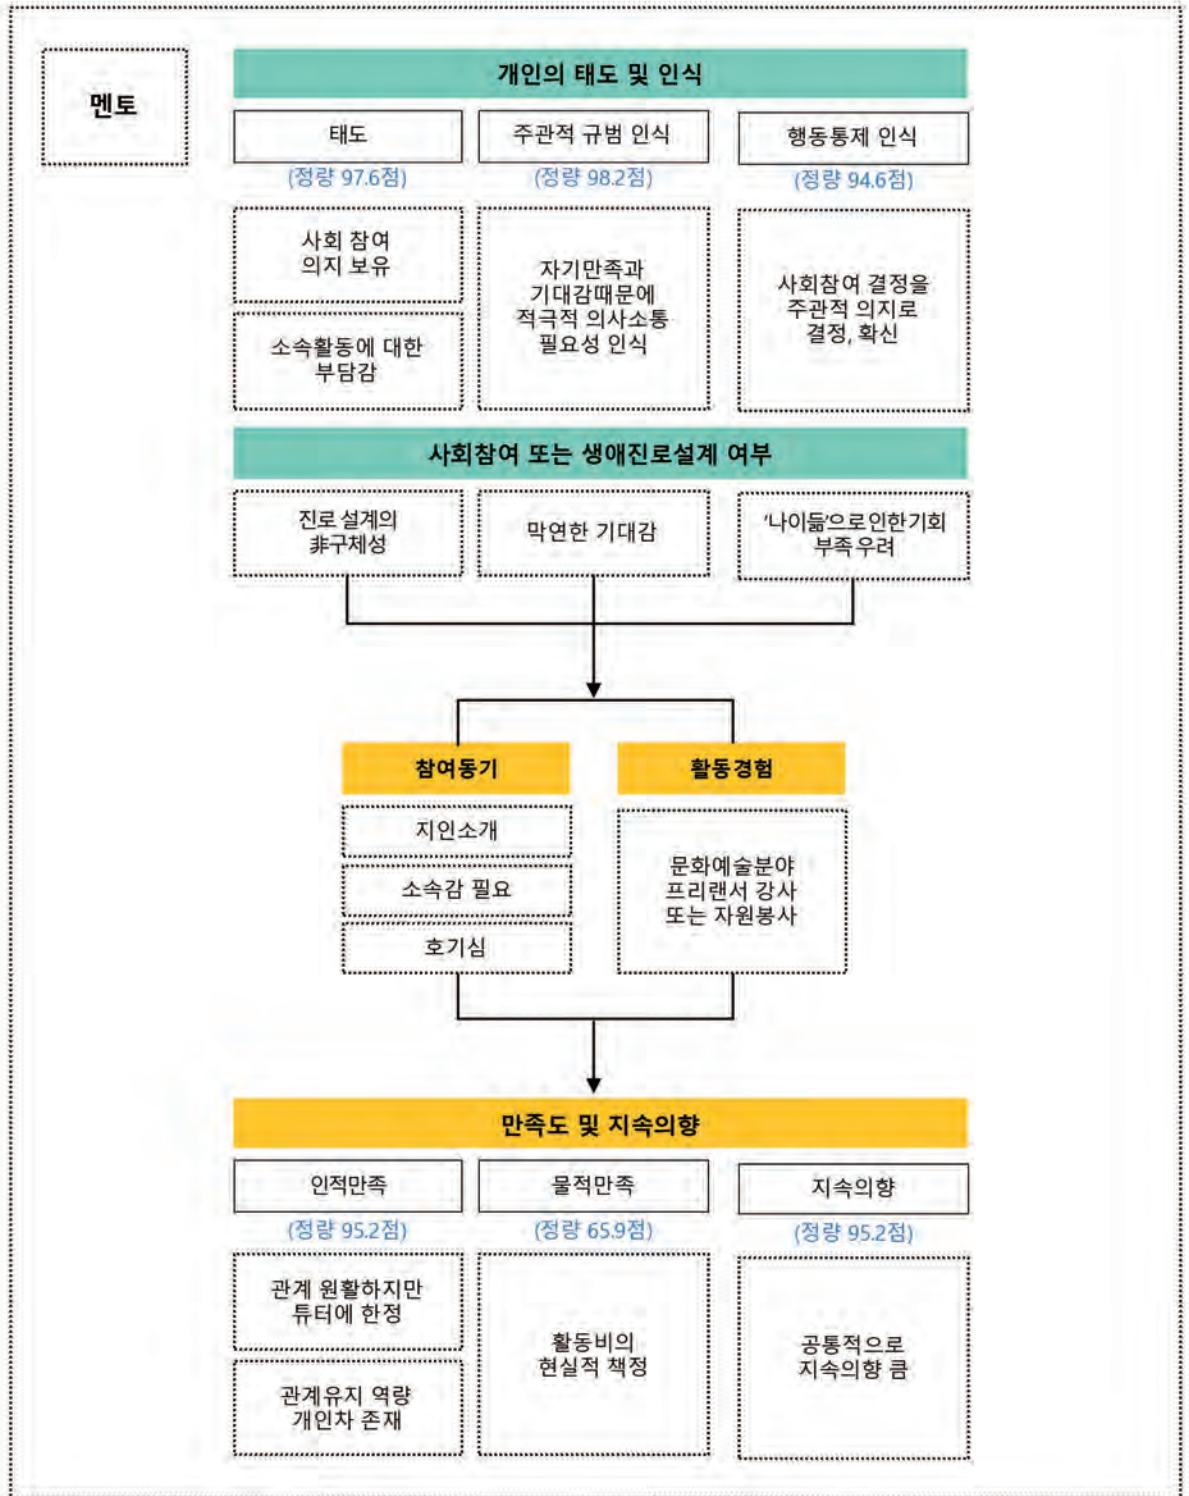 멘토
개인의 태도 및 인식
태도
(정량 97.6점)
주관적 규범 인식
(정량 98.2점)
행동통제 인식
(정량 94.6점)
사회 참여
의지 보유
소속활동에 대한
부담감
자기만족과
기대감때문에
적극적 의사소통
필요성 인식
사회참여 결정을
주관적 의지로
결정, 확신
사회참여 또는 생애진로설계 여부
진로 설계의
非구체성
막연한 기대감
'나이듦'으로인한기회
부족 우려
참여동기
지인소개
소속감 필요
호기심
활동경험
문화예술분야
프리랜서 강사
또는 자원봉사
만족도 및 지속의향
인적만족
(정량 95.2점)
물적만족
(정량 65.9점)
지속의향
(정량 95.2점)
관계 원활하지만
튜터에 한정
관계유지 역량
개인차 존재
활동비의
현실적 책정
공통적으로
지속의향 큼